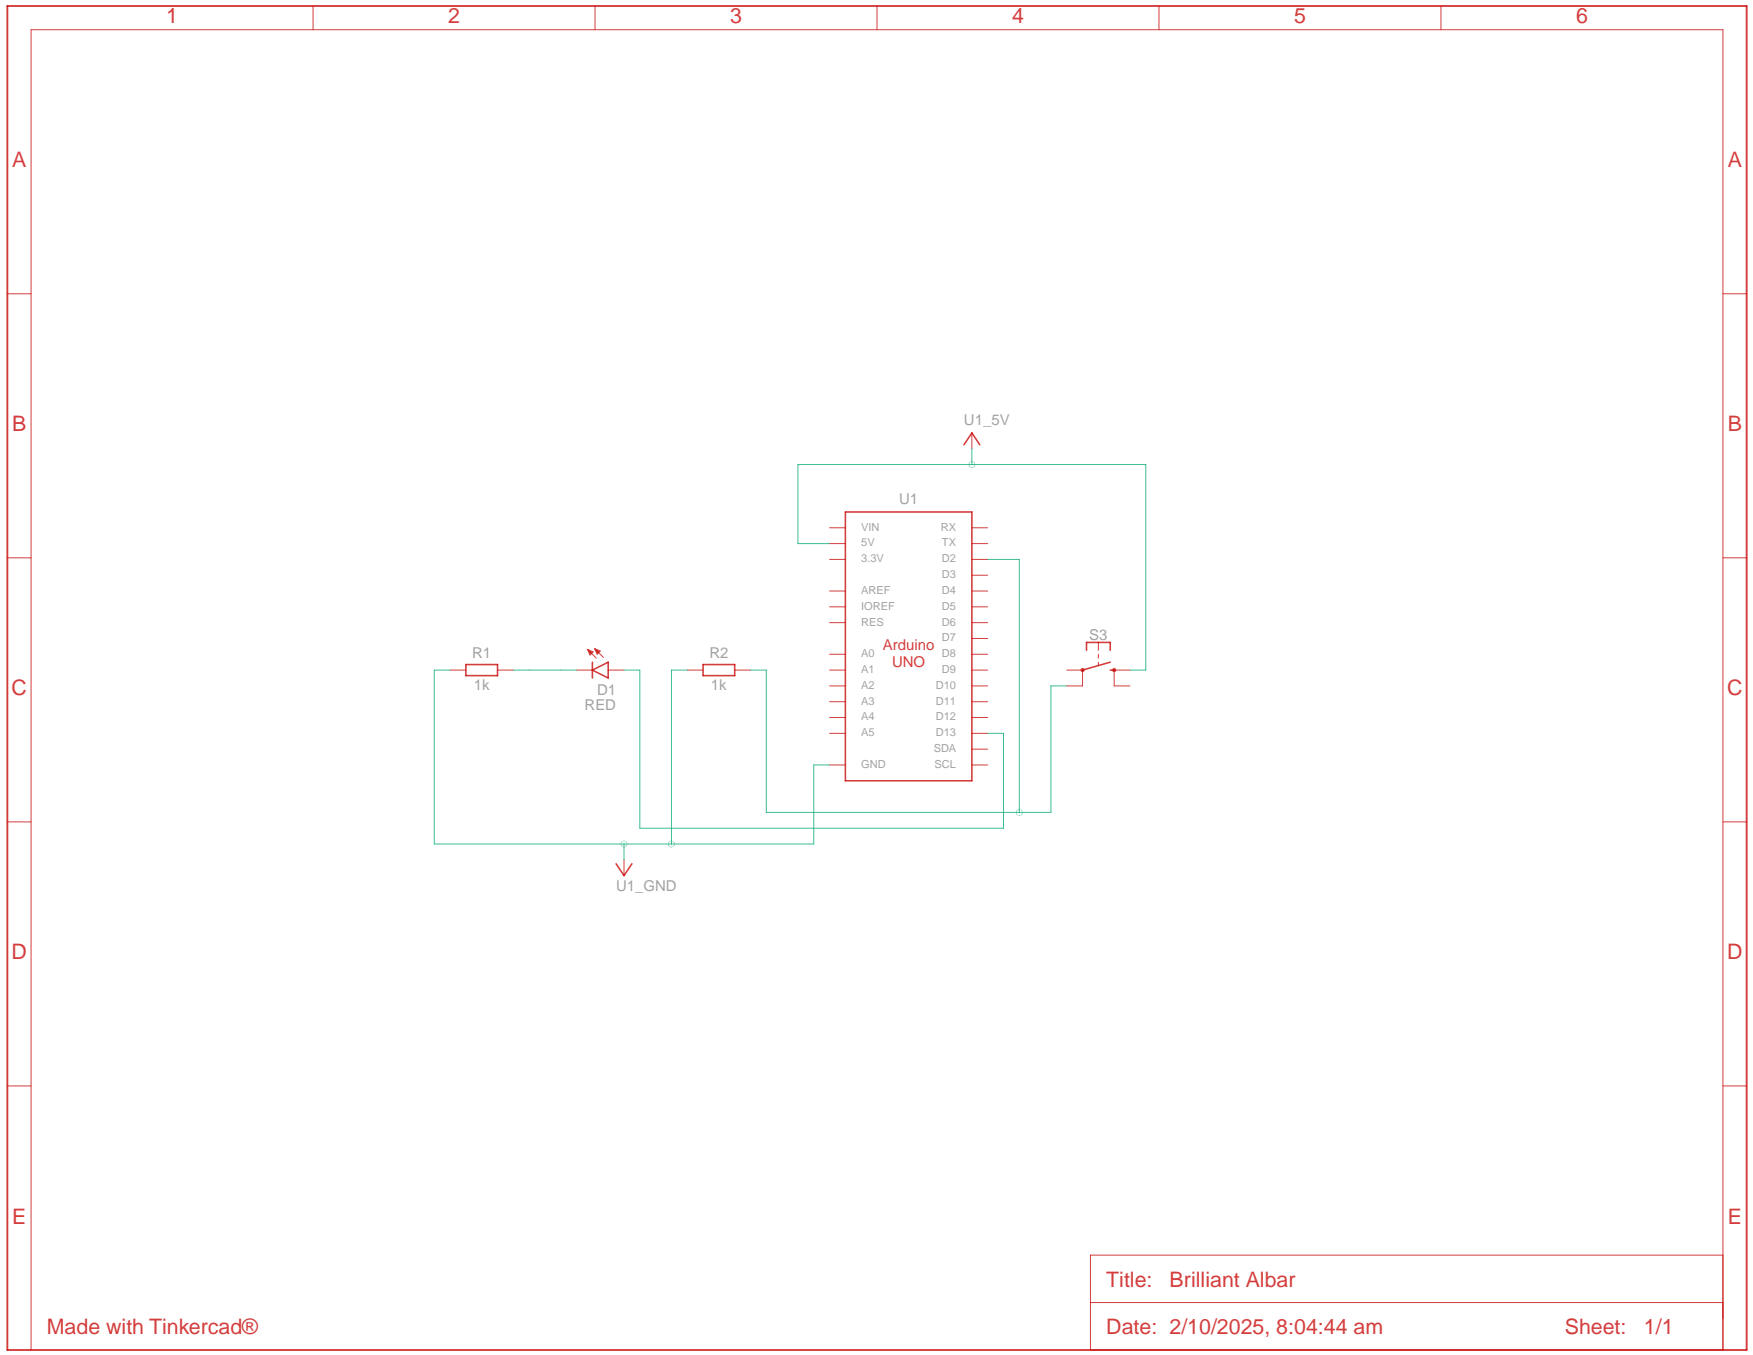 1 2 3 4 5 6
A A
B B
U1_5V
U1
VIN RX
5V TX
3.3V D2
D3
AREF D4
IOREF D5
RES D6
D7
S3
Arduino
UNO
R1 R2
A0 D8
A1 D9
1k 1k
A2 D10
C C
D1
RED
A3 D11
A4 D12
A5 D13
SDA
GND SCL
U1_GND
D D
E E
Title: Brilliant Albar
Made with Tinkercad®
Date: 2/10/2025, 8:04:44 am Sheet: 1/1